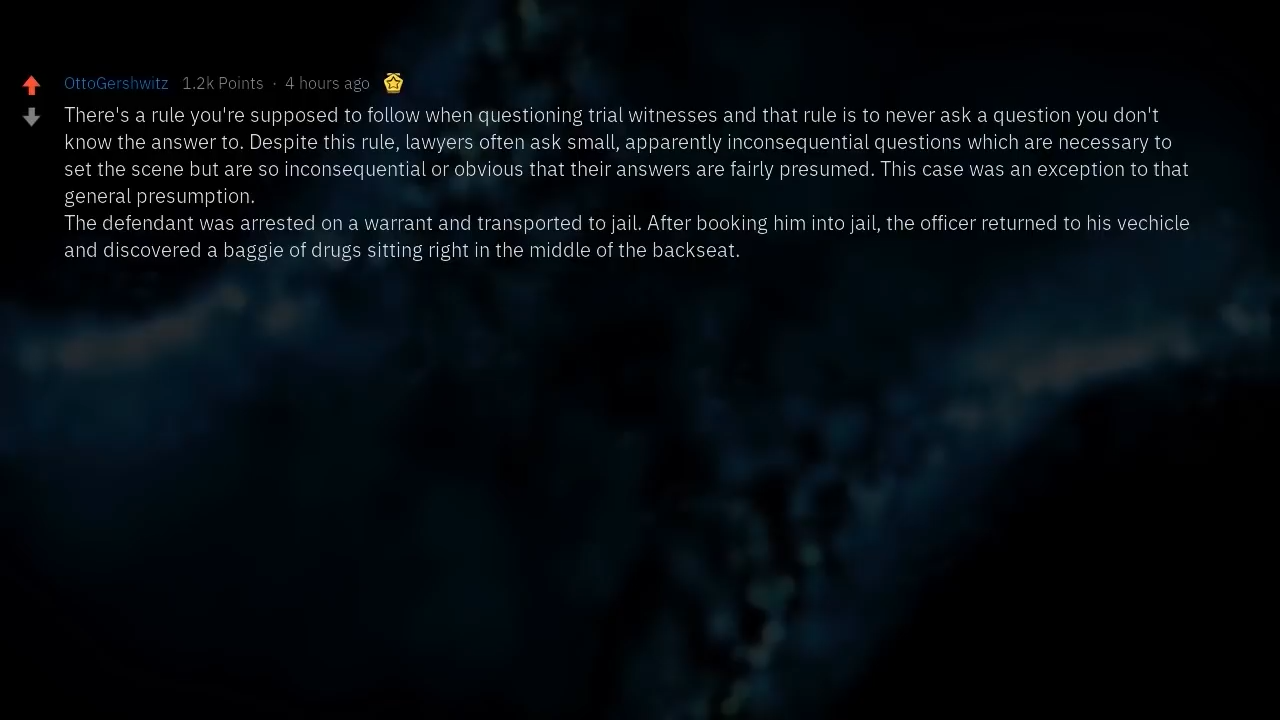 OttoGershwitz 1.2k Points · 4 hours ago
There's a rule you're supposed to follow when questioning trial witnesses and that rule is to never ask a question you don't
know the answer to. Despite this rule, lawyers often ask small, apparently inconsequential questions which are necessary to
set the scene but are so inconsequential or obvious that their answers are fairly presumed. This case was an exception to that
general presumption.
The defendant was arrested on a warrant and transported to jail. After booking him into jail, the officer returned to his vechicle
and discovered a baggie of drugs sitting right in the middle of the backseat.